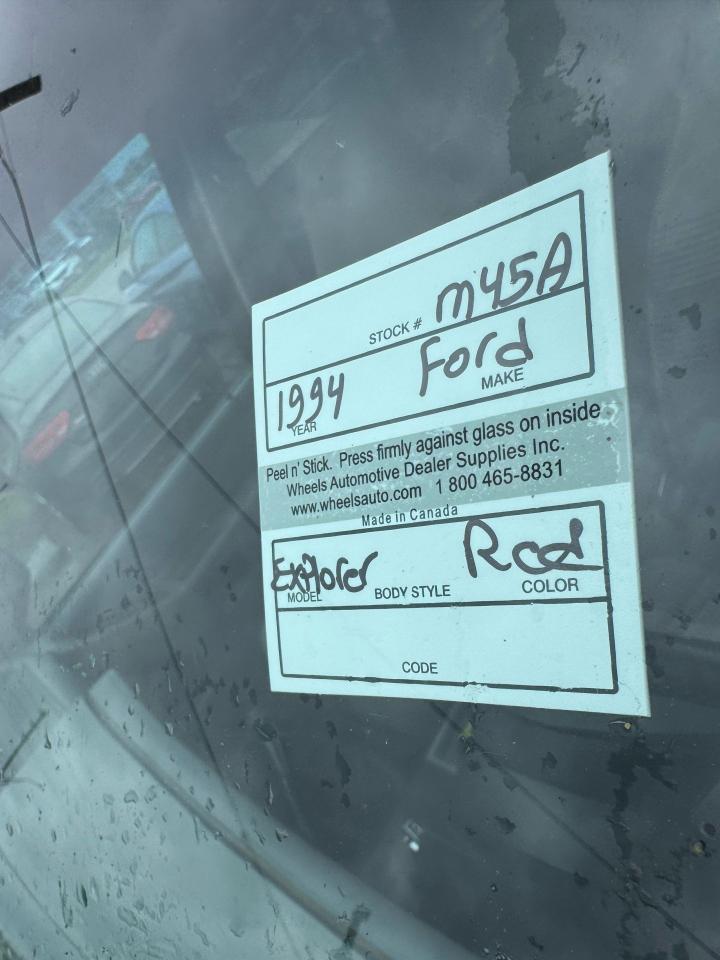 STOCK # M45A
1994 Ford
YEAR MAKE
Peel n' Stick. Press firmly against glass on inside
Wheels Automotive Dealer Supplies Inc.
www.wheelsauto.com 1 800 465-8831
Made in Canada
Explorer Red
MODEL BODY STYLE COLOR
CODE